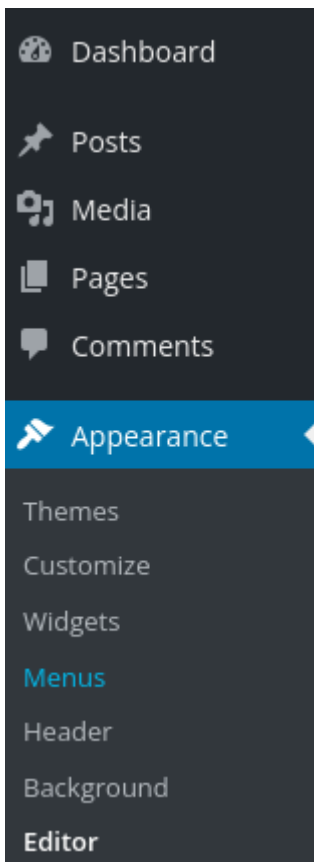 Dashboard
Posts
Media
Pages
Comments
Appearance
Themes
Customize
Widgets
Menus
Header
Background
Editor